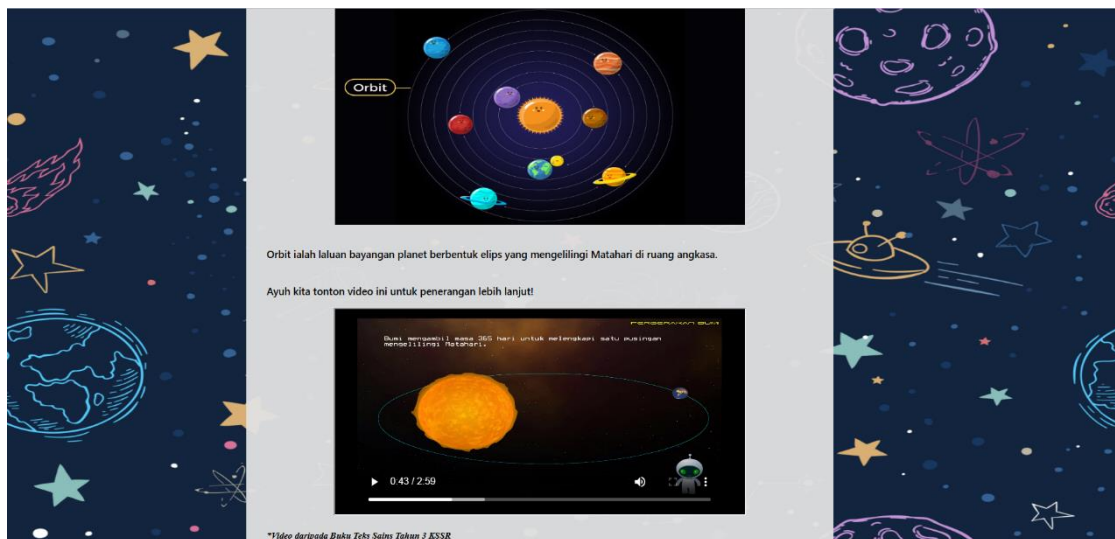 Orbit
Orbit ialah laluan bayangan planet berbentuk elips yang mengelilingi Matahari di ruang angkasa.
Ayuh kita tonton video ini untuk penerangan lebih lanjut!
PERGERAKAN BUMI
Bumi mengambil masa 365 hari untuk melengkapi satu pusingan
mengelilingi Matahari.
0:43 / 2:59
*Video daripada Buku Teks Sains Tahun 3 KSSR